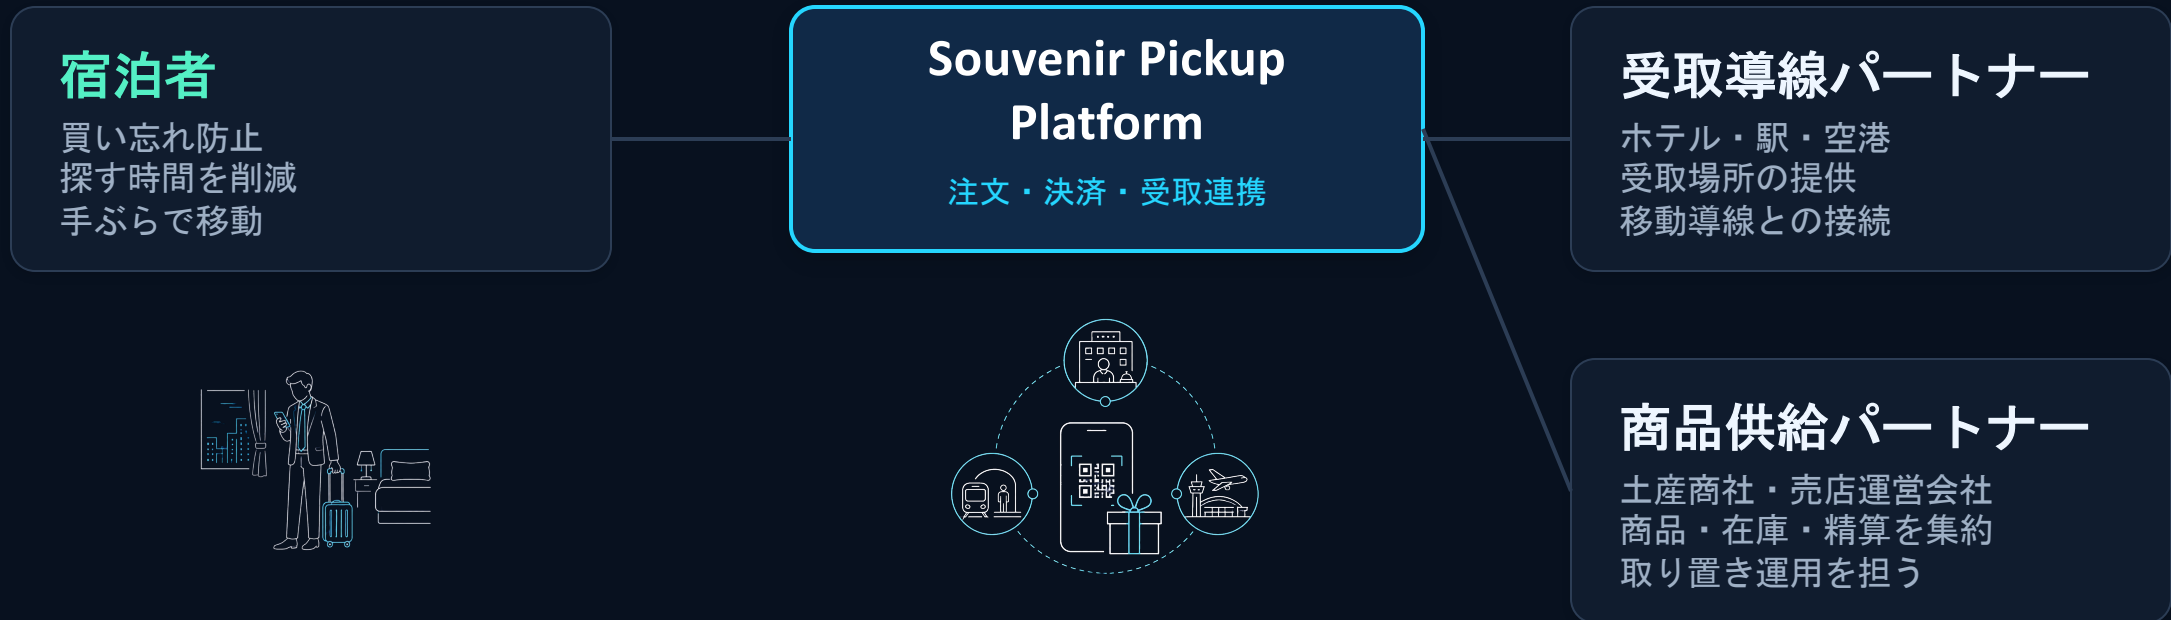 宿泊者
買い忘れ防止
探す時間を削減
手ぶらで移動
Souvenir Pickup
Platform
注文・決済・受取連携
受取導線パートナー
ホテル・駅・空港
受取場所の提供
移動導線との接続
商品供給パートナー
土産商社・売店運営会社
商品・在庫・精算を集約
取り置き運用を担う